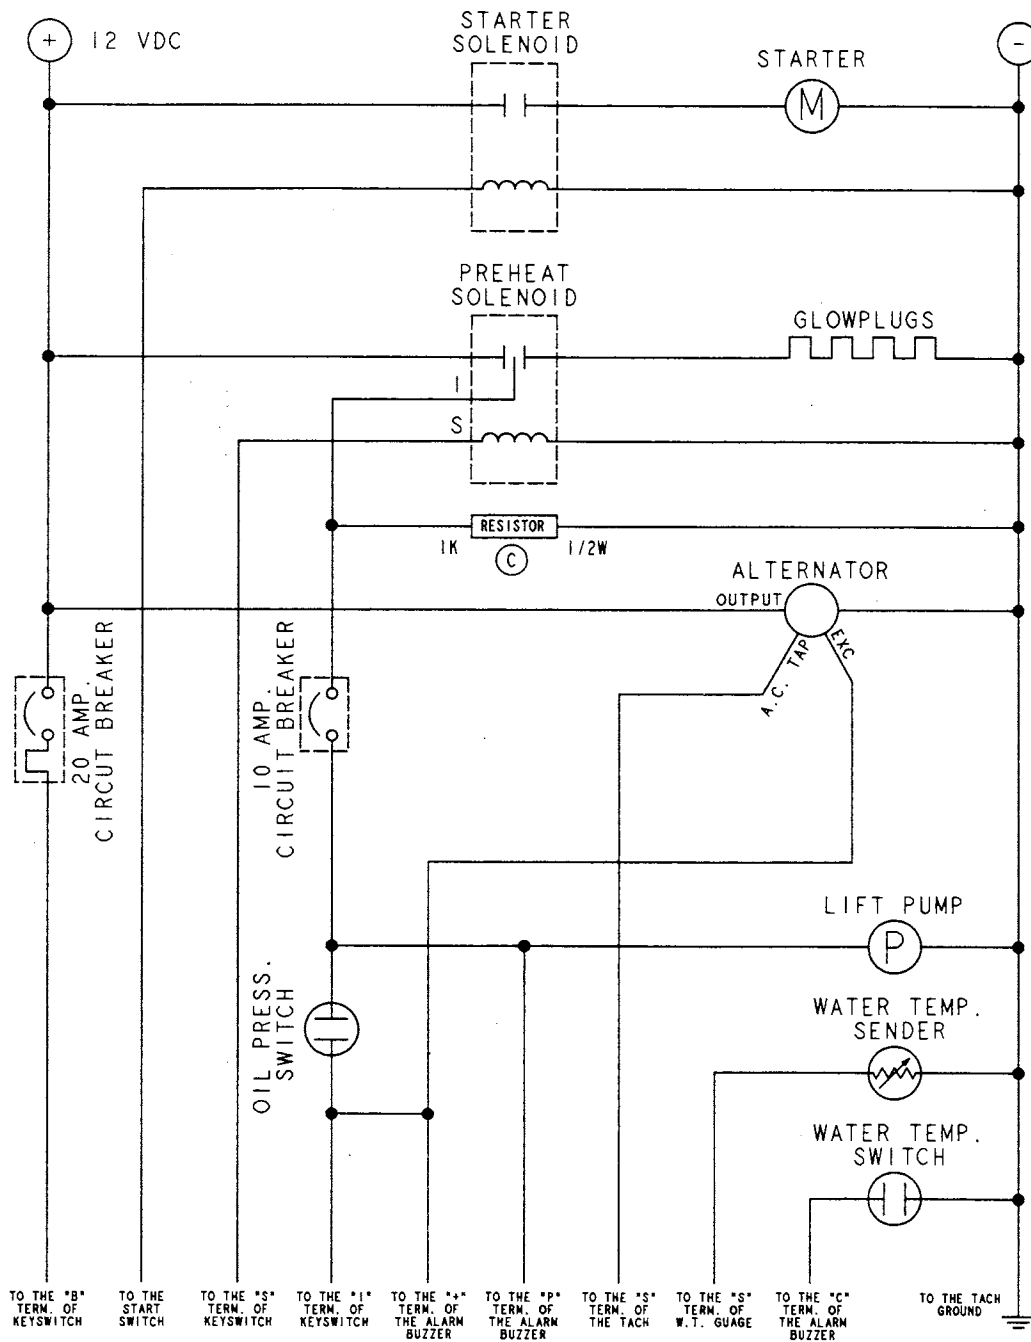 + 12 VDC
STARTER
SOLENOID
-
STARTER
M
PREHEAT
SOLENOID
GLOWPLUGS
I
S
RESISTOR
1K
1/2W
C
ALTERNATOR
OUTPUT
A.C. TAP
EXC
20 AMP.
CIRCUT BREAKER
10 AMP.
CIRCUIT BREAKER
LIFT PUMP
P
OIL PRESS.
SWITCH
WATER TEMP.
SENDER
WATER TEMP.
SWITCH
TO THE "B"
TERM. OF
KEYSWITCH
TO THE
START
SWITCH
TO THE "S"
TERM. OF
KEYSWITCH
TO THE "I"
TERM. OF
KEYSWITCH
TO THE "+"
TERM. OF
THE ALARM
BUZZER
TO THE "P"
TERM. OF
THE ALARM
BUZZER
TO THE "S"
TERM. OF
THE TACH
TO THE "S"
TERM. OF
W.T. GUAGE
TO THE "C"
TERM. OF
THE ALARM
BUZZER
TO THE TACH
GROUND